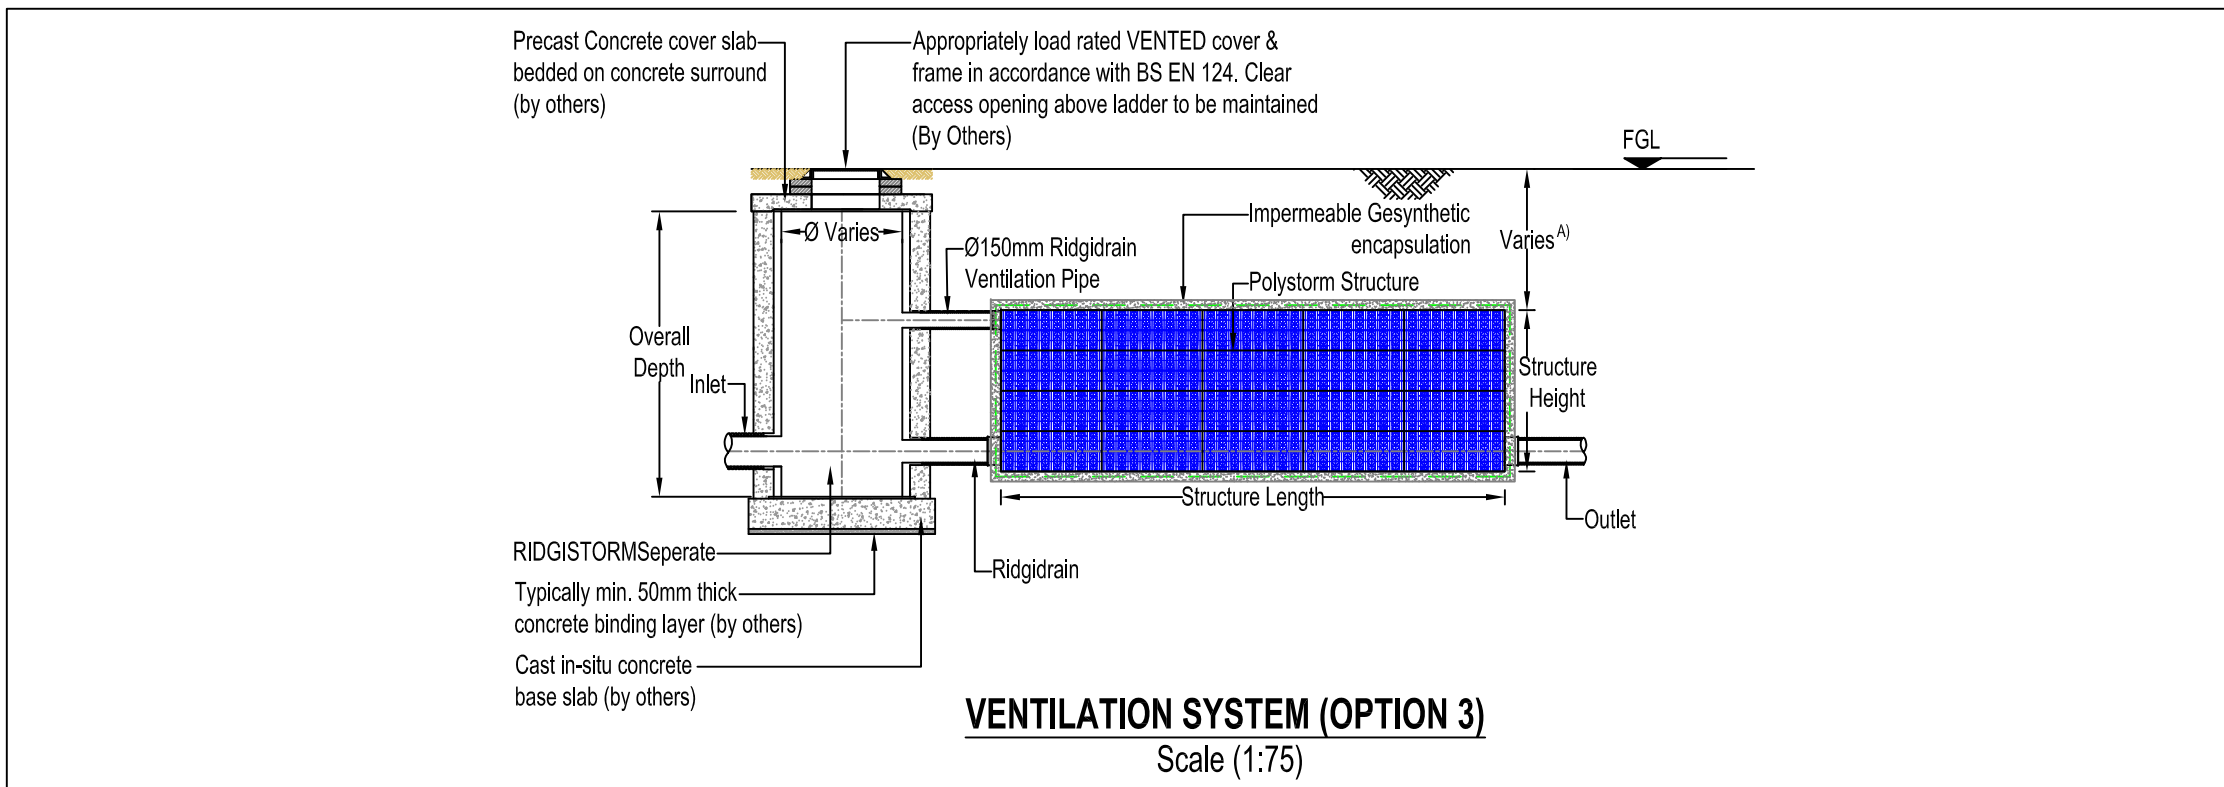 Precast Concrete cover slab
bedded on concrete surround
(by others)
Appropriately load rated VENTED cover &
frame in accordance with BS EN 124. Clear
access opening above ladder to be maintained
(By Others)
FGL
Impermeable Gesynthetic
encapsulation
Varies A)
Ø Varies
Ø150mm Ridgidrain
Ventilation Pipe
Polystorm Structure
Overall
Depth
Inlet
Structure
Height
Structure Length
Outlet
RIDGISTORMSeperate
Ridgidrain
Typically min. 50mm thick
concrete binding layer (by others)
Cast in-situ concrete
base slab (by others)
VENTILATION SYSTEM (OPTION 3)
Scale (1:75)